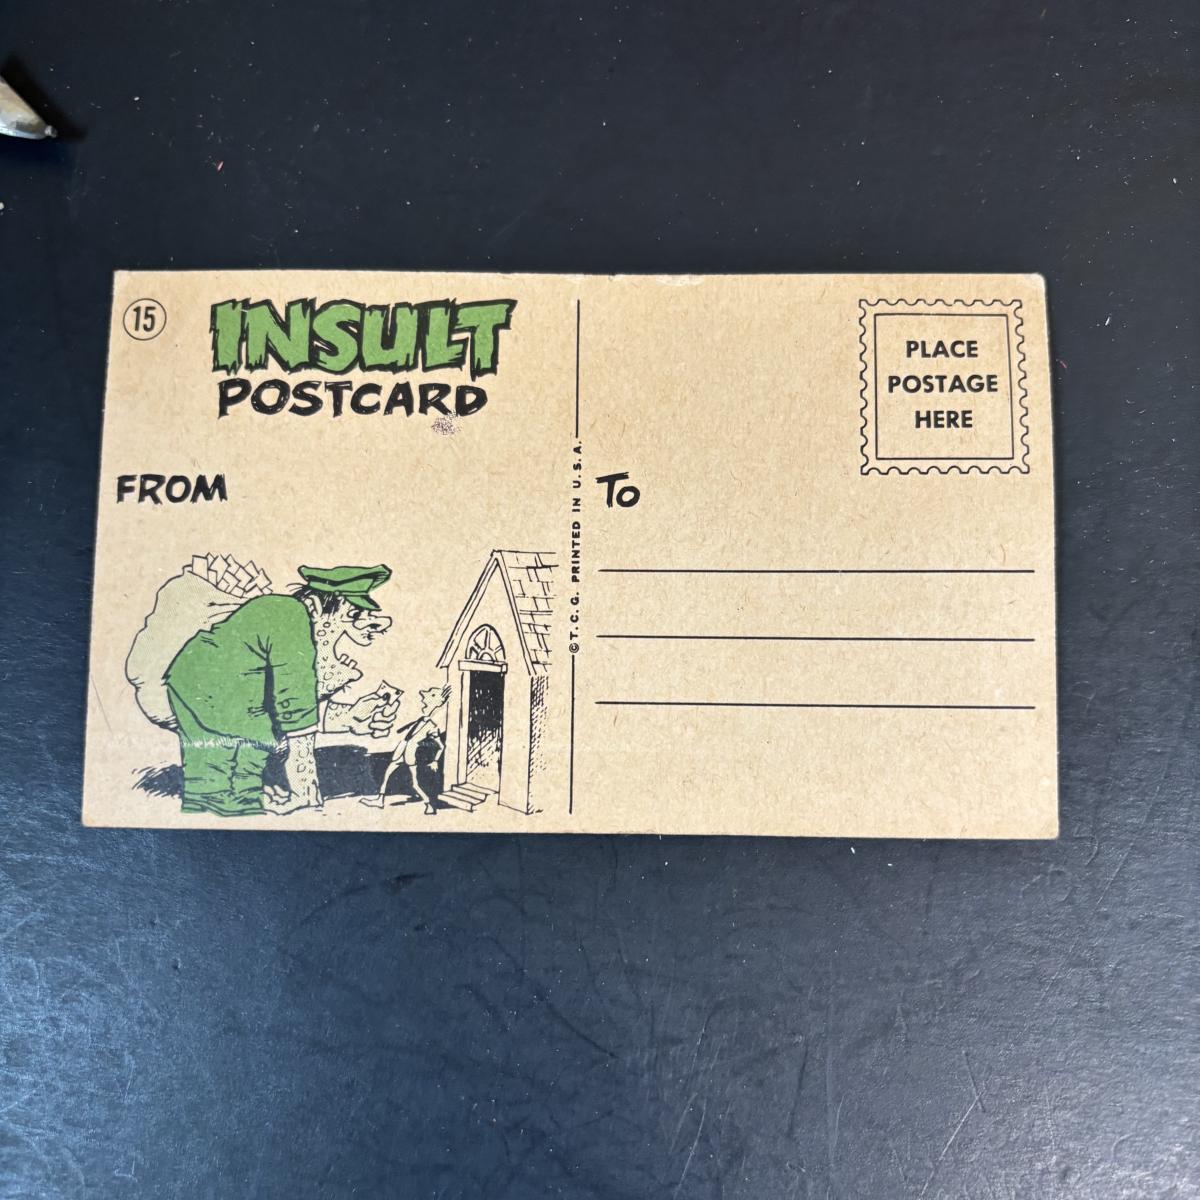 15
INSULT
POSTCARD
FROM
© T. C. G. PRINTED IN U. S. A.
PLACE
POSTAGE
HERE
To